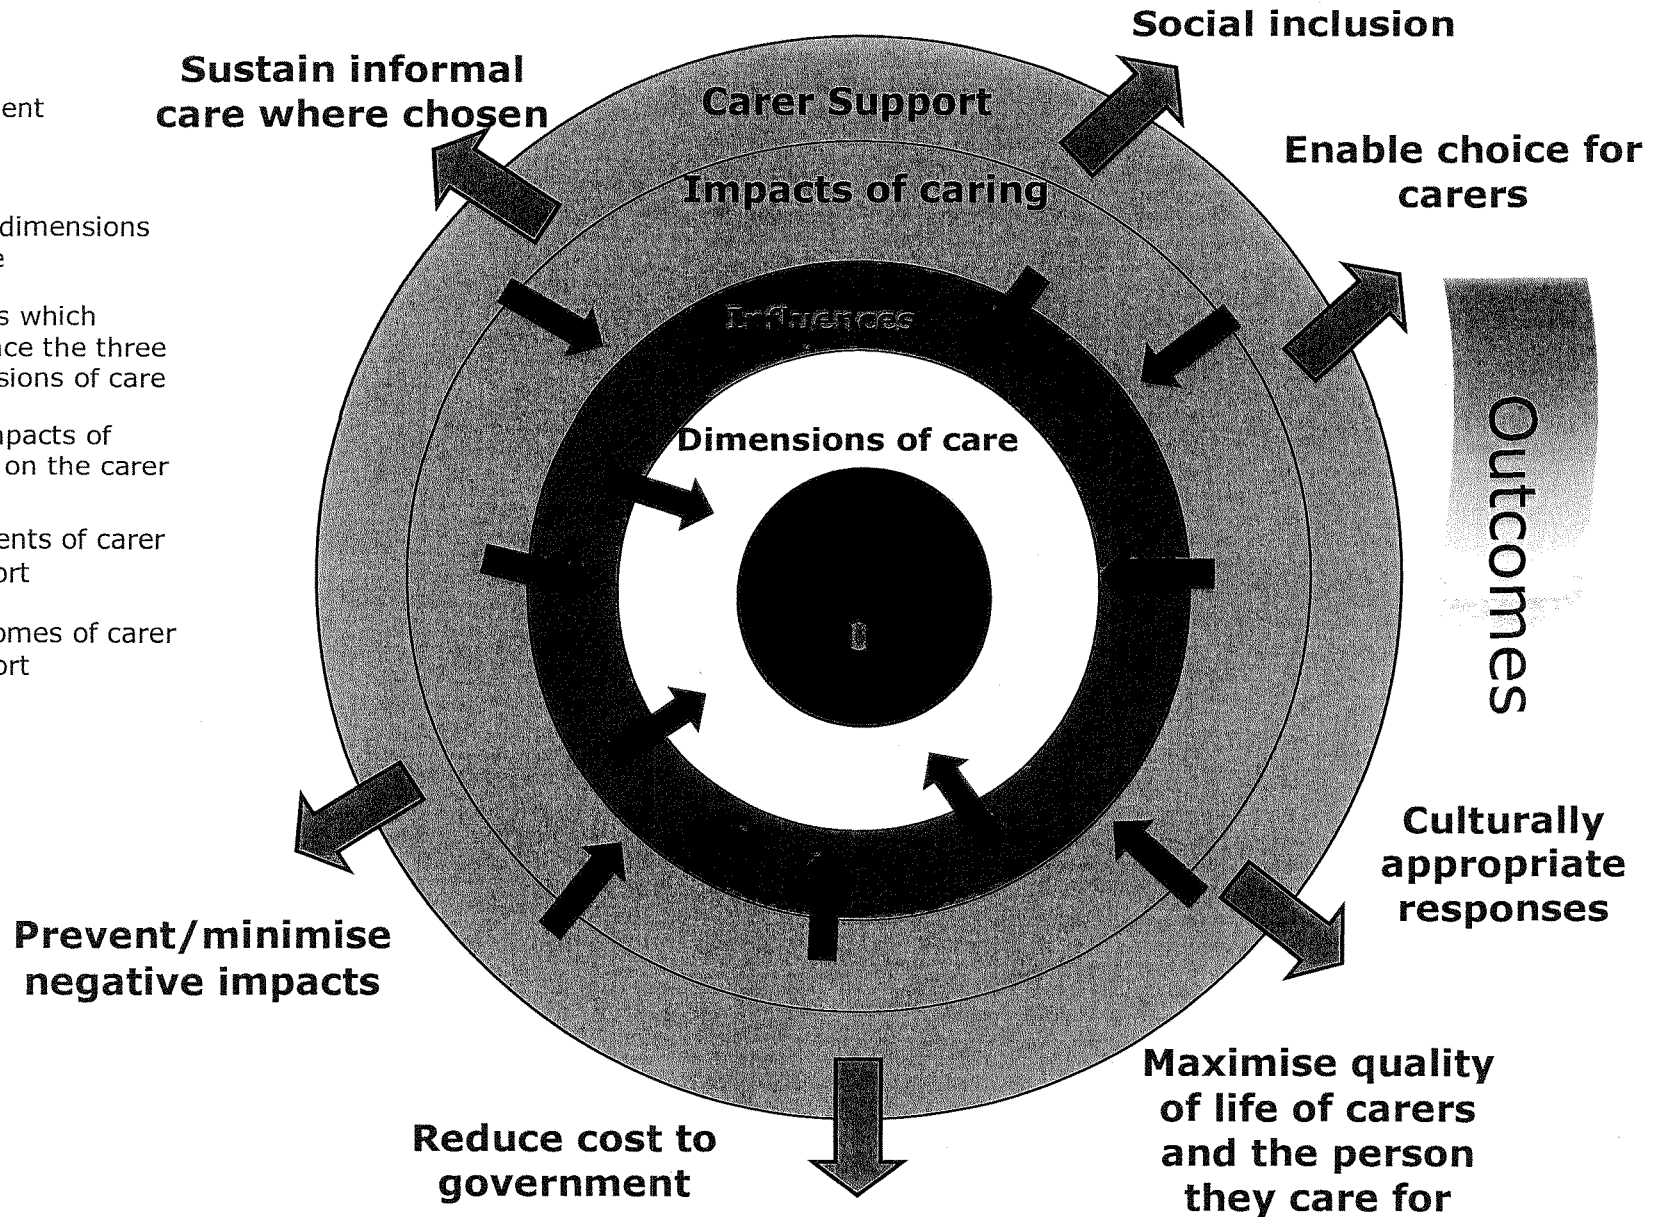 Social inclusion
Sustain informal
care where chosen
Carer Support
Enable choice for
carers
Impacts of caring
Influences
Dimensions of care
Outcomes
ent
dimensions
e
s which
nce the three
sions of care
mpacts of
on the carer
ents of carer
ort
omes of carer
ort
Culturally
appropriate
responses
Prevent/minimise
negative impacts
Maximise quality
of life of carers
and the person
they care for
Reduce cost to
government